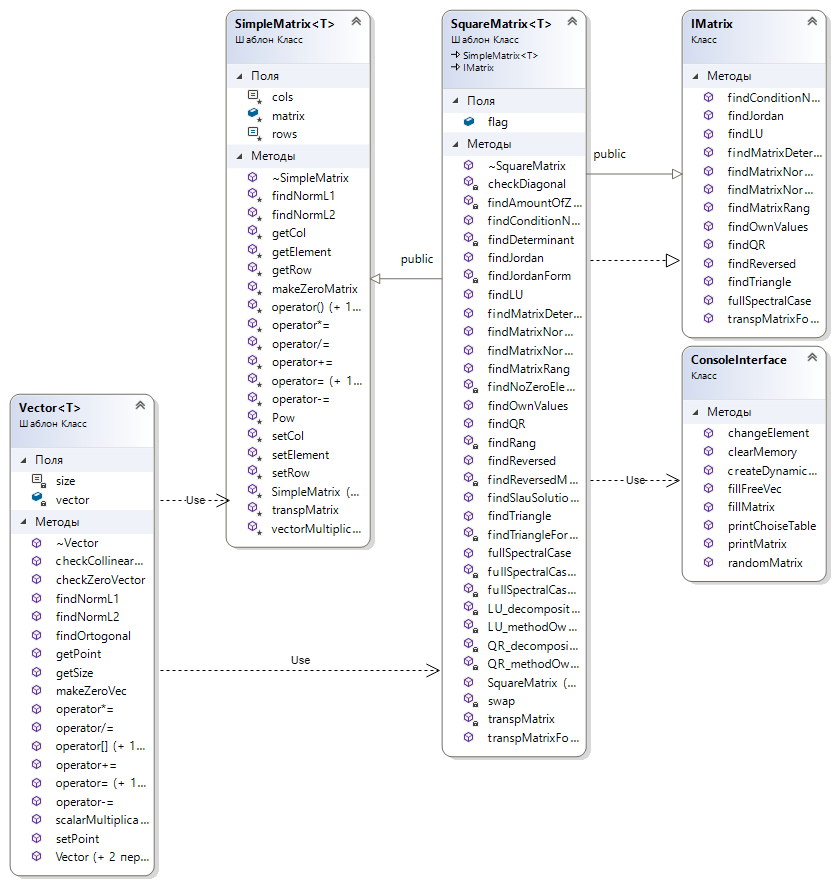 SimpleMatrix<T>
Шаблон Класс
Поля
cols
matrix
rows
Методы
~SimpleMatrix
findNormL1
findNormL2
getCol
getElement
getRow
makeZeroMatrix
operator() (+ 1...
operator*=
operator/=
operator+=
operator= (+ 1...
operator-=
Pow
setCol
setElement
setRow
SimpleMatrix (...
transpMatrix
vectorMultiplic...
SquareMatrix<T>
Шаблон Класс
SimpleMatrix<T>
IMatrix
Поля
flag
Методы
~SquareMatrix
checkDiagonal
findAmountOfZ...
findConditionN...
findDeterminant
findJordan
findJordanForm
findLU
findMatrixDeter...
findMatrixNor...
findMatrixNor...
findMatrixRang
findNoZeroEle...
findOwnValues
findQR
findRang
findReversed
findReversedM...
findSlauSolutio...
findTriangle
findTriangleFor...
fullSpectralCase
fullSpectralCas...
fullSpectralCas...
LU_decomposit...
LU_methodOw...
QR_decomposi...
QR_methodOw...
SquareMatrix (...
swap
transpMatrix
transpMatrixFo...
IMatrix
Класс
Методы
findConditionN...
findJordan
findLU
findMatrixDeter...
findMatrixNor...
findMatrixNor...
findMatrixRang
findOwnValues
findQR
findReversed
findTriangle
fullSpectralCase
transpMatrixFo...
ConsoleInterface
Класс
Методы
changeElement
clearMemory
createDynamic...
fillFreeVec
fillMatrix
printChoiseTable
printMatrix
randomMatrix
Vector<T>
Шаблон Класс
Поля
size
vector
Методы
~Vector
checkCollinear...
checkZeroVector
findNormL1
findNormL2
findOrtogonal
getPoint
getSize
makeZeroVec
operator*=
operator/=
operator[] (+ 1...
operator+=
operator= (+ 1...
operator-=
scalarMultiplica...
setPoint
Vector (+ 2 пер...
public
public
Use
Use
Use